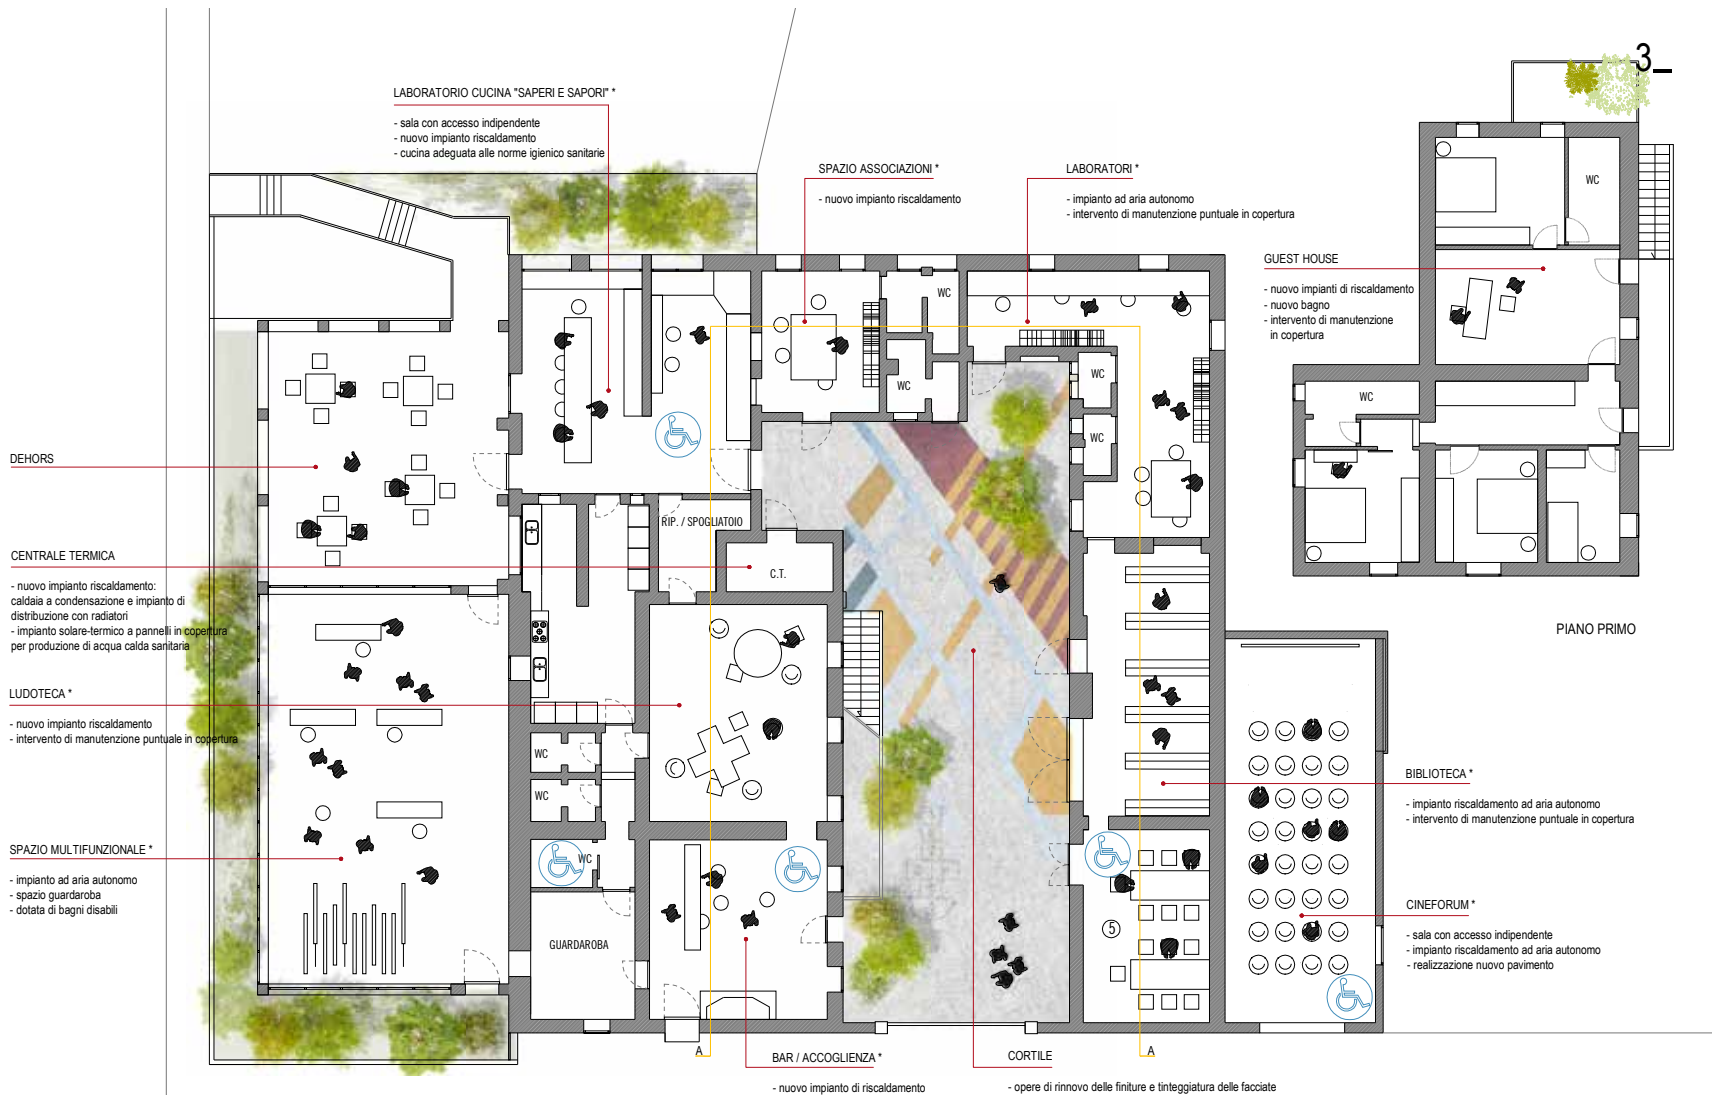 3_
LABORATORIO CUCINA "SAPERI E SAPORI" *
- sala con accesso indipendente
- nuovo impianto riscaldamento
- cucina adeguata alle norme igienico sanitarie
SPAZIO ASSOCIAZIONI *
- nuovo impianto riscaldamento
LABORATORI *
- impianto ad aria autonomo
- intervento di manutenzione puntuale in copertura
WC
GUEST HOUSE
- nuovi impianti di riscaldamento
- nuovo bagno
- intervento di manutenzione
in copertura
WC
WC
WC
WC
WC
WC
DEHORS
RIP. / SPOGLIATOIO
CENTRALE TERMICA
- nuovo impianto riscaldamento:
caldaia a condensazione e impianto di
distribuzione con radiatori
- impianto solare-termico a pannelli in copertura
per produzione di acqua calda sanitaria
C.T.
PIANO PRIMO
LUDOTECA *
- nuovo impianto riscaldamento
- intervento di manutenzione puntuale in copertura
WC
WC
BIBLIOTECA *
- impianto riscaldamento ad aria autonomo
- intervento di manutenzione puntuale in copertura
SPAZIO MULTIFUNZIONALE *
- impianto ad aria autonomo
- spazio guardaroba
- dotata di bagni disabili
WC
GUARDAROBA
5
CINEFORUM *
- sala con accesso indipendente
- impianto riscaldamento ad aria autonomo
- realizzazione nuovo pavimento
A
A
BAR / ACCOGLIENZA *
- nuovo impianto di riscaldamento
CORTILE
- opere di rinnovo delle finiture e tinteggiatura delle facciate